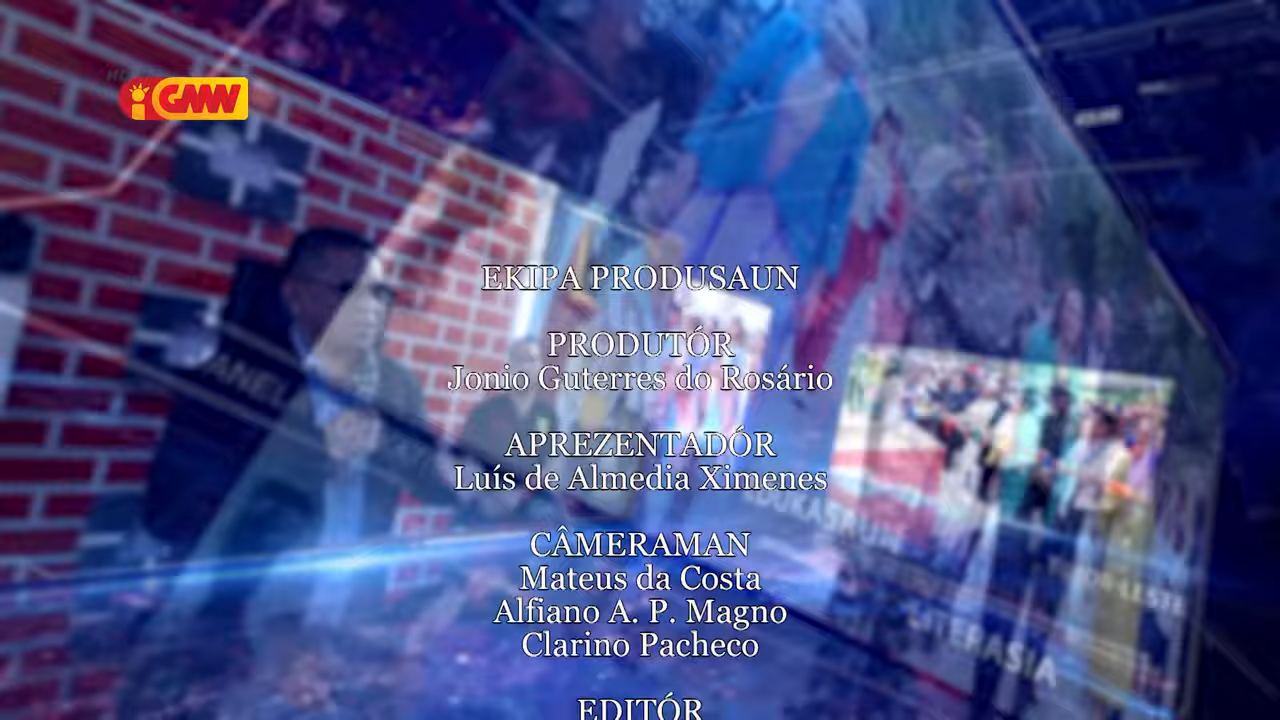 GMN
EKIPA PRODUSAUN
PRODUTÓR
Jonio Guterres do Rosário
APREZENTADÓR
Luís de Almedia Ximenes
CÂMERAMAN
Mateus da Costa
Alfiano A. P. Magno
Clarino Pacheco
EDITÓR
LITERASIA